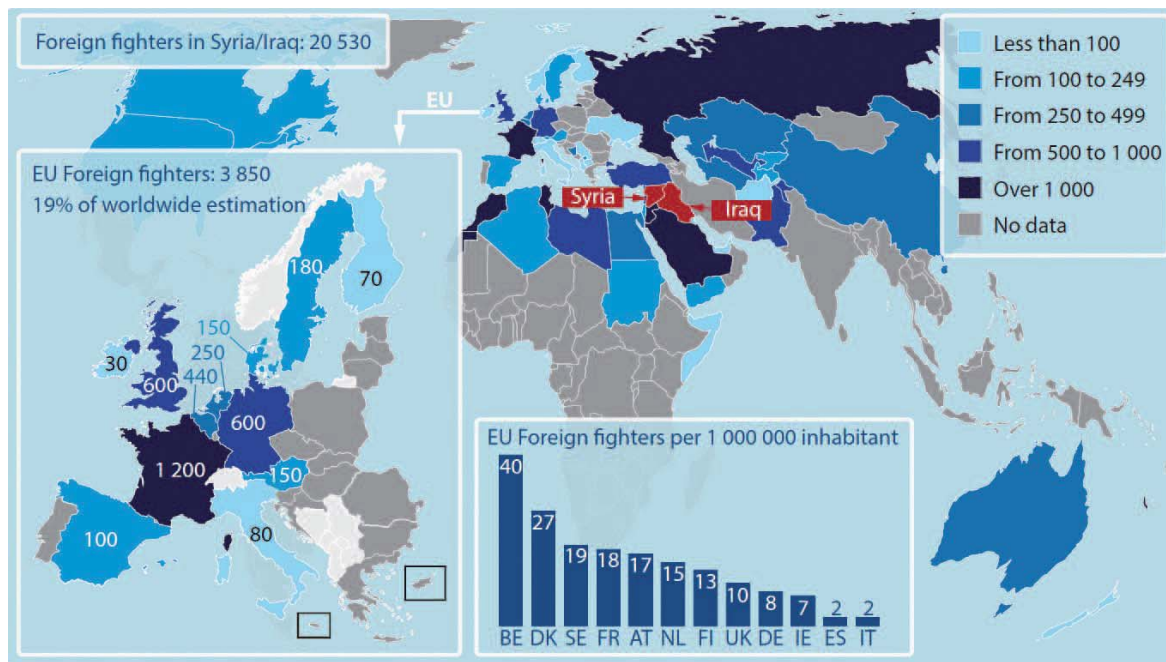 Foreign fighters in Syria/Iraq: 20 530
Less than 100
From 100 to 249
From 250 to 499
From 500 to 1 000
Over 1 000
No data
EU
Syria
Iraq
EU Foreign fighters: 3 850
19% of worldwide estimation
180
70
150
250
440
30
600
600
1 200
150
100
80
EU Foreign fighters per 1 000 000 inhabitant
40
27
19
18
17
15
13
10
8
7
2
2
BE DK SE FR AT NL FI UK DE IE ES IT